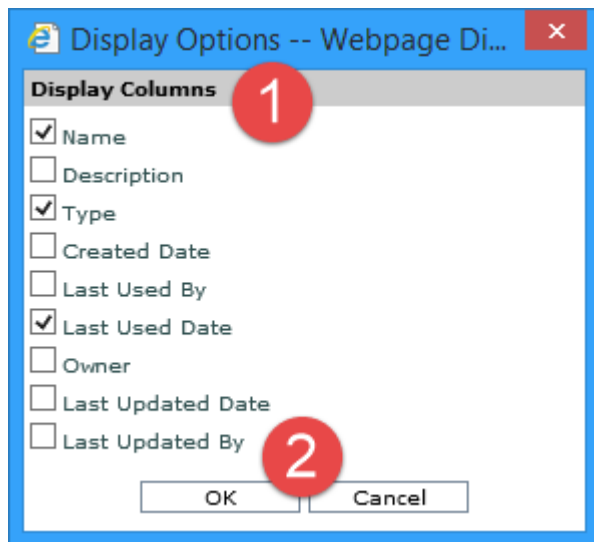 Display Options -- Webpage Di...
Display Columns
1
Name
Description
Type
Created Date
Last Used By
Last Used Date
Owner
Last Updated Date
Last Updated By
2
OK Cancel